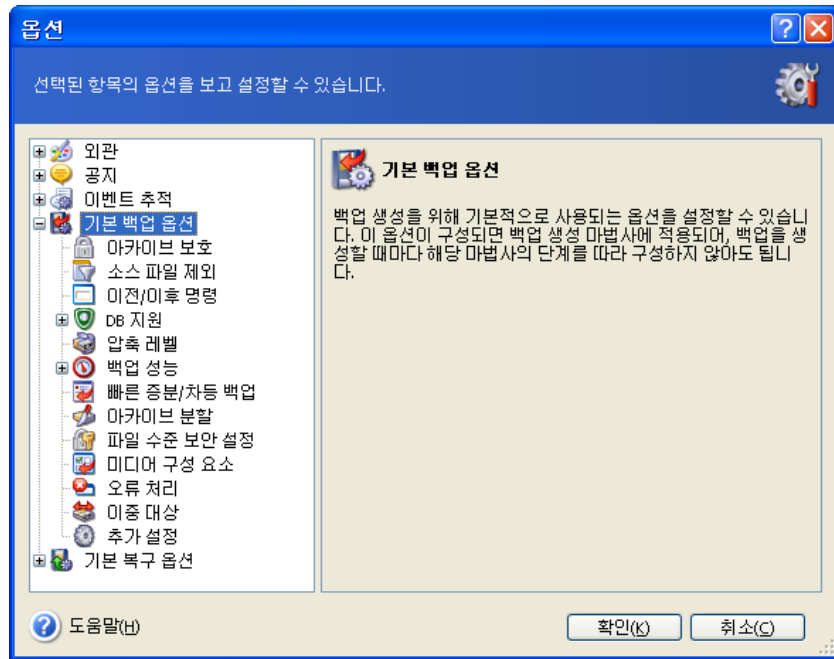 옵션
선택된 항목의 옵션을 보고 설정할 수 있습니다.
외관
공지
이벤트 추적
기본 백업 옵션
아카이브 보호
소스 파일 제외
이전/이후 명령
DB 지원
압축 레벨
백업 성능
빠른 증분/차등 백업
아카이브 분할
파일 수준 보안 설정
미디어 구성 요소
오류 처리
이중 대상
추가 설정
기본 복구 옵션
기본 백업 옵션
백업 생성을 위해 기본적으로 사용되는 옵션을 설정할 수 있습니
다. 이 옵션이 구성되면 백업 생성 마법사에 적용되어, 백업을 생
성할 때마다 해당 마법사의 단계를 따라 구성하지 않아도 됩니
다.
도움말(H)
확인(K)
취소(C)